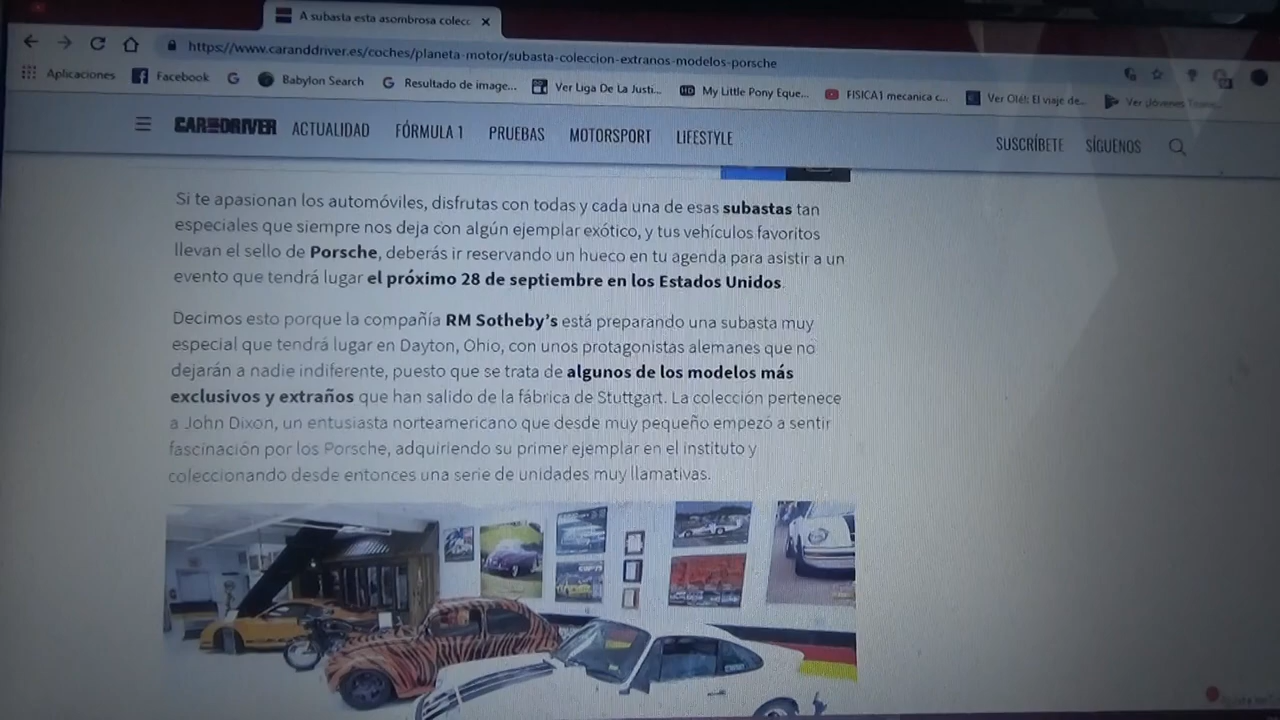 A subasta esta asombrosa colecc
https://www.caranddriver.es/coches/planeta-motor/subasta-coleccion-extranos-modelos-porsche
Aplicaciones Facebook Babylon Search Resultado de image... Ver Liga De La Justi... My Little Pony Eque... FISICA1 mecanica c... Ver Olé!: El viaje de... Ver Jóvenes
CAR AND DRIVER ACTUALIDAD FÓRMULA 1 PRUEBAS MOTORSPORT LIFESTYLE SUSCRÍBETE SÍGUENOS
Si te apasionan los automóviles, disfrutas con todas y cada una de esas subastas tan
especiales que siempre nos deja con algún ejemplar exótico, y tus vehículos favoritos
llevan el sello de Porsche, deberás ir reservando un hueco en tu agenda para asistir a un
evento que tendrá lugar el próximo 28 de septiembre en los Estados Unidos.
Decimos esto porque la compañía RM Sotheby's está preparando una subasta muy
especial que tendrá lugar en Dayton, Ohio, con unos protagonistas alemanes que no
dejarán a nadie indiferente, puesto que se trata de algunos de los modelos más
exclusivos y extraños que han salido de la fábrica de Stuttgart. La colección pertenece
a John Dixon, un entusiasta norteamericano que desde muy pequeño empezó a sentir
fascinación por los Porsche, adquiriendo su primer ejemplar en el instituto y
coleccionando desde entonces una serie de unidades muy llamativas.